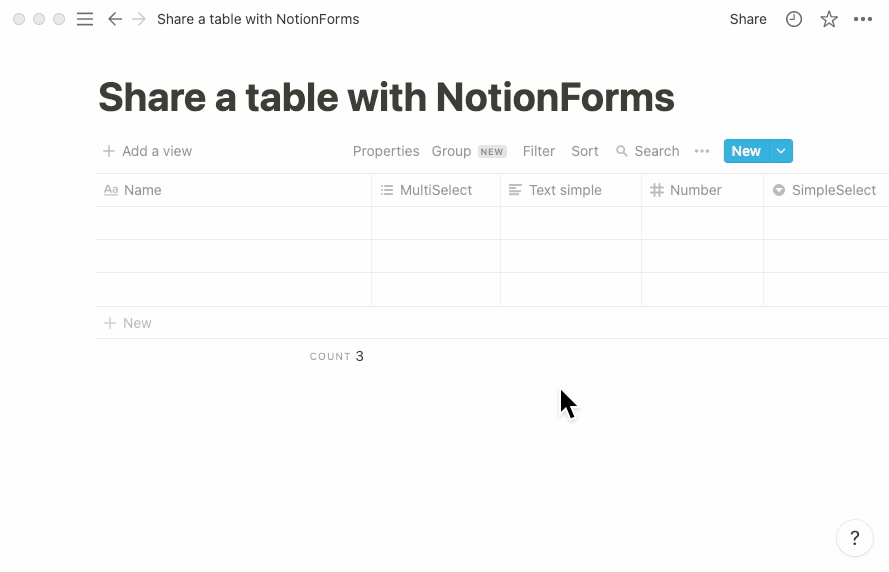 Share a table with NotionForms
Share
Share a table with NotionForms
Add a view
Properties Group NEW Filter Sort Search New
Aa Name MultiSelect Text simple Number SimpleSelect
New
COUNT 3
?